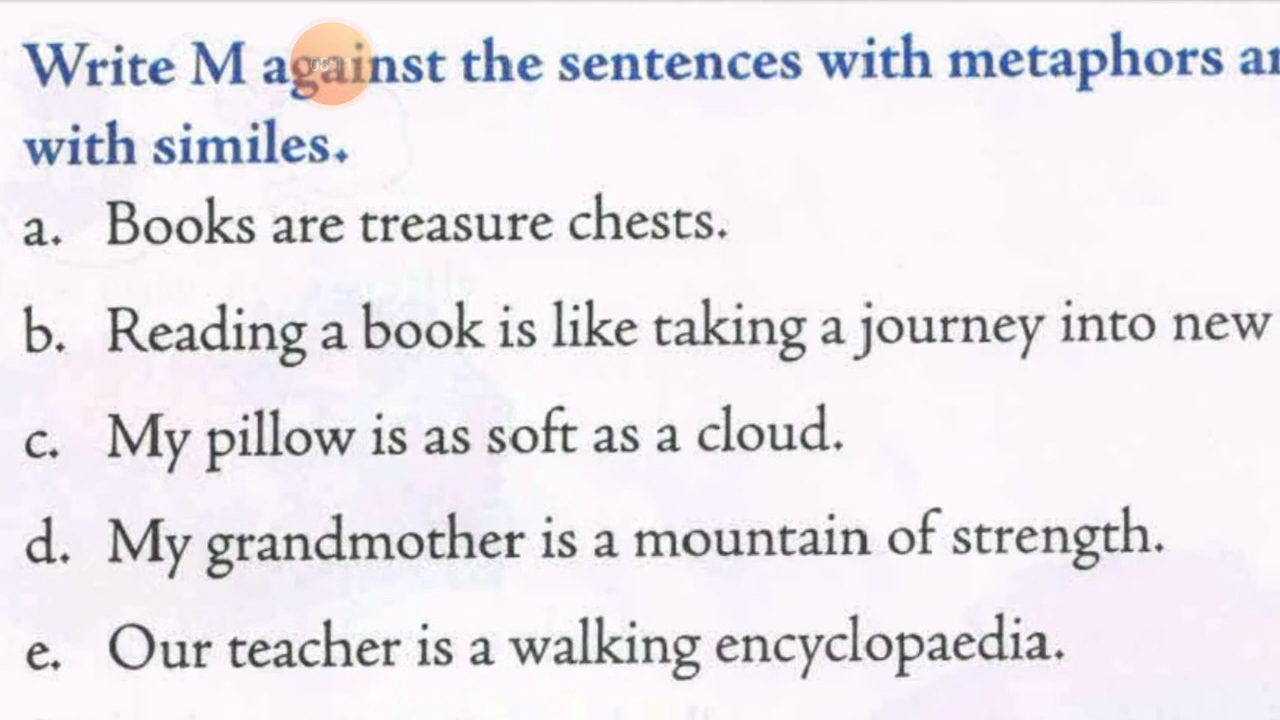 Write M against the sentences with metaphors
with similes.
a. Books are treasure chests.
b. Reading a book is like taking a journey into new
c. My pillow is as soft as a cloud.
d. My grandmother is a mountain of strength.
e. Our teacher is a walking encyclopaedia.